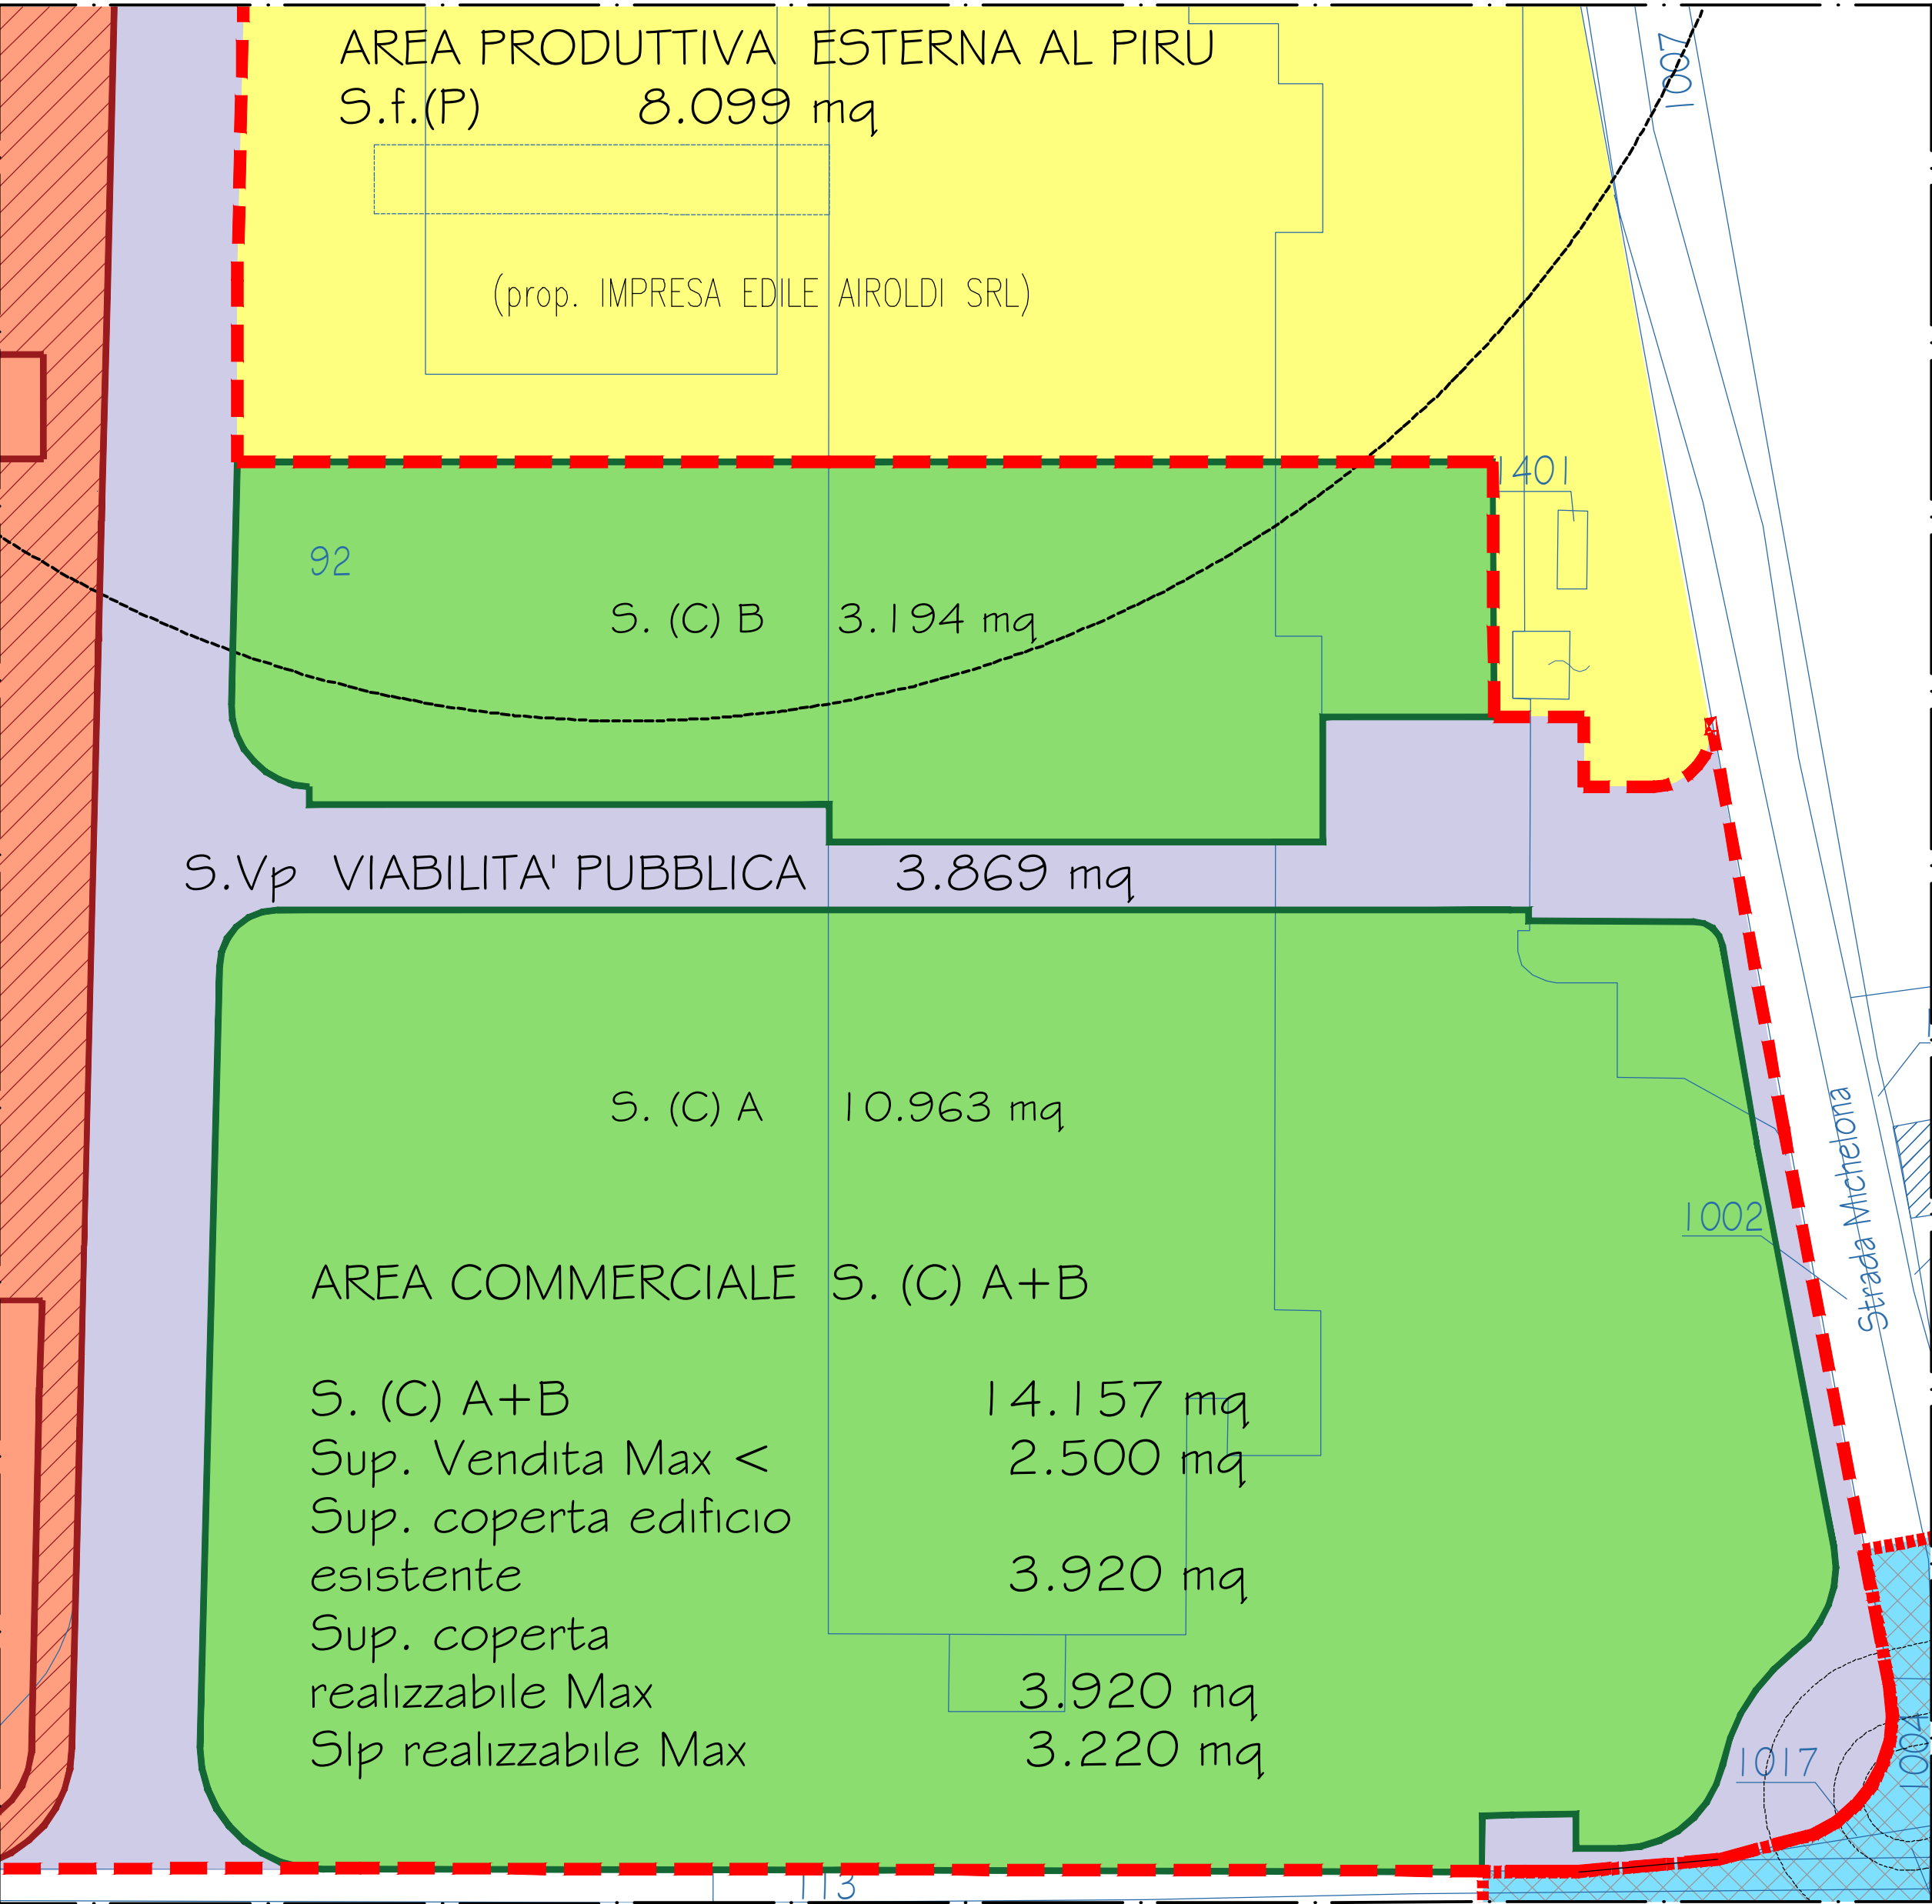 AREA PRODUTTIVA ESTERNA AL PIRU
S.f.(P) 8.099 mq
1007
(prop. IMPRESA EDILE AIROLDI SRL)
1401
92
S. (C) B 3.194 mq
S.Vp VIABILITA' PUBBLICA 3.869 mq
S. (C) A 10.963 mq
1002
Strada Michelona
AREA COMMERCIALE S. (C) A+B
S. (C) A+B 14.157 mq
Sup. Vendita Max < 2.500 mq
Sup. coperta edificio
esistente 3.920 mq
Sup. coperta
realizzabile Max 3.920 mq
Slp realizzabile Max 3.220 mq
1017
1004
113